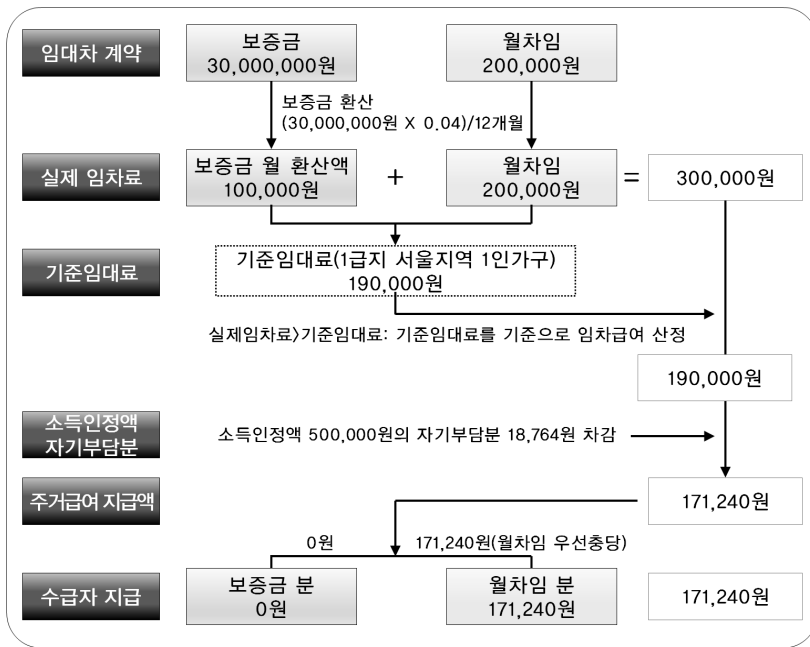 임대차 계약
보증금
30,000,000원
월차임
200,000원
보증금 환산
(30,000,000원 X 0.04)/12개월
실제 임차료
보증금 월 환산액
100,000원
+
월차임
200,000원
=
300,000원
기준임대료
기준임대료(1급지 서울지역 1인가구)
190,000원
실제임차료〉기준임대료: 기준임대료를 기준으로 임차급여 산정
190,000원
소득인정액
자기부담분
소득인정액 500,000원의 자기부담분 18,764원 차감
주거급여 지급액
171,240원
0원
171,240원(월차임 우선충당)
수급자 지급
보증금 분
0원
월차임 분
171,240원
171,240원